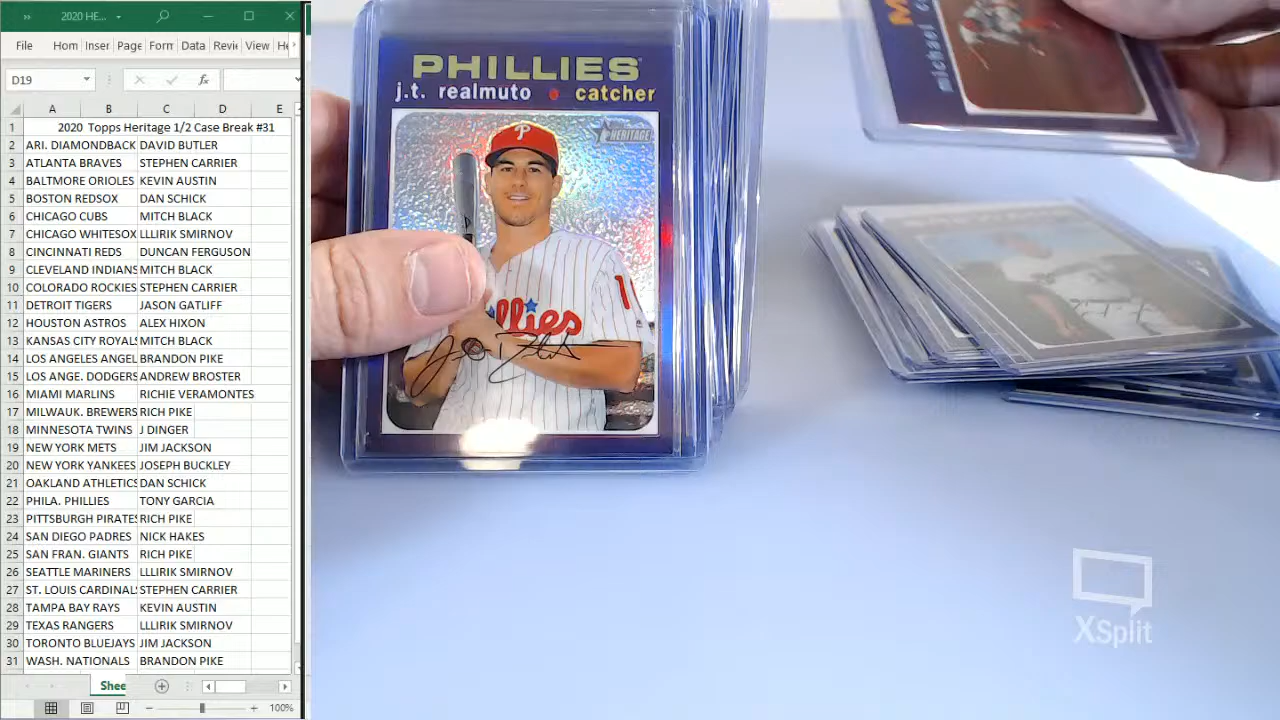 2020 HE...
File Hom Inser Page Form Data Revie View He
D19
fx
A B C D E
1 2020 Topps Heritage 1/2 Case Break #31
2 ARI. DIAMONDBACK DAVID BUTLER
3 ATLANTA BRAVES STEPHEN CARRIER
4 BALTMORE ORIOLES KEVIN AUSTIN
5 BOSTON REDSOX DAN SCHICK
6 CHICAGO CUBS MITCH BLACK
7 CHICAGO WHITESOX LLLIRIK SMIRNOV
8 CINCINNATI REDS DUNCAN FERGUSON
9 CLEVELAND INDIANS MITCH BLACK
10 COLORADO ROCKIES STEPHEN CARRIER
11 DETROIT TIGERS JASON GATLIFF
12 HOUSTON ASTROS ALEX HIXON
13 KANSAS CITY ROYAL MITCH BLACK
14 LOS ANGELES ANGEL BRANDON PIKE
15 LOS ANGE. DODGERS ANDREW BROSTER
16 MIAMI MARLINS RICHIE VERAMONTES
17 MILWAUK. BREWERS RICH PIKE
18 MINNESOTA TWINS J DINGER
19 NEW YORK METS JIM JACKSON
20 NEW YORK YANKEES JOSEPH BUCKLEY
21 OAKLAND ATHLETICS DAN SCHICK
22 PHILA. PHILLIES TONY GARCIA
23 PITTSBURGH PIRATES RICH PIKE
24 SAN DIEGO PADRES NICK HAKES
25 SAN FRAN. GIANTS RICH PIKE
26 SEATTLE MARINERS LLLIRIK SMIRNOV
27 ST. LOUIS CARDINAL STEPHEN CARRIER
28 TAMPA BAY RAYS KEVIN AUSTIN
29 TEXAS RANGERS LLLIRIK SMIRNOV
30 TORONTO BLUEJAYS JIM JACKSON
31 WASH. NATIONALS BRANDON PIKE
Shee
100%
PHILLIES
j.t. realmuto catcher
HERITAGE
Phillies
michael
XSplit